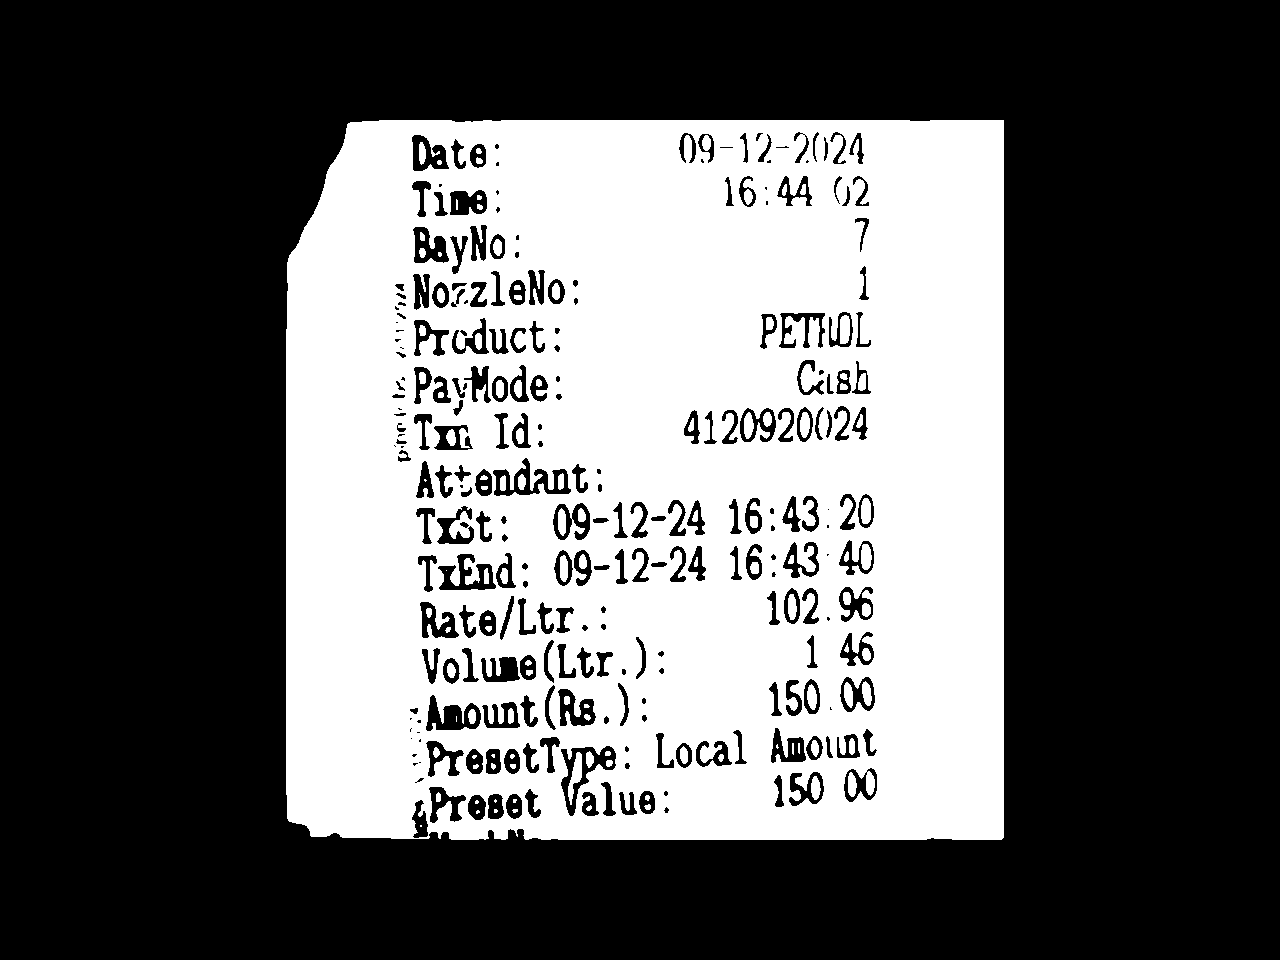 Date: 09-12-2024
Time: 16:44 02
BayNo: 7
NozzleNo: 1
Product: PETROL
PayMode: Cash
Txn Id: 4120920024
Attendant:
TxSt: 09-12-24 16:43:20
TxEnd: 09-12-24 16:43:40
Rate/Ltr.: 102.96
Volume(Ltr.): 1 46
Amount(Rs.): 150.00
PresetType: Local Amount
Preset Value: 150 00